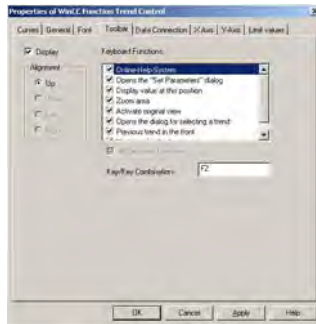 Properties of WinCC Function Trend Control
Curves General Font Toolbar Data Connection X Axis Y-Axis Limit values
Display
Keyboard Functions:
Alignment
Up
Online-Help-System
Opens the "Set Parameters" dialog
Display value at this position
Zoom area
Activate original view
Opens the dialog for selecting a trend
Previous trend in the front
Key/Key Combination:
F2
OK Cancel Apply Help